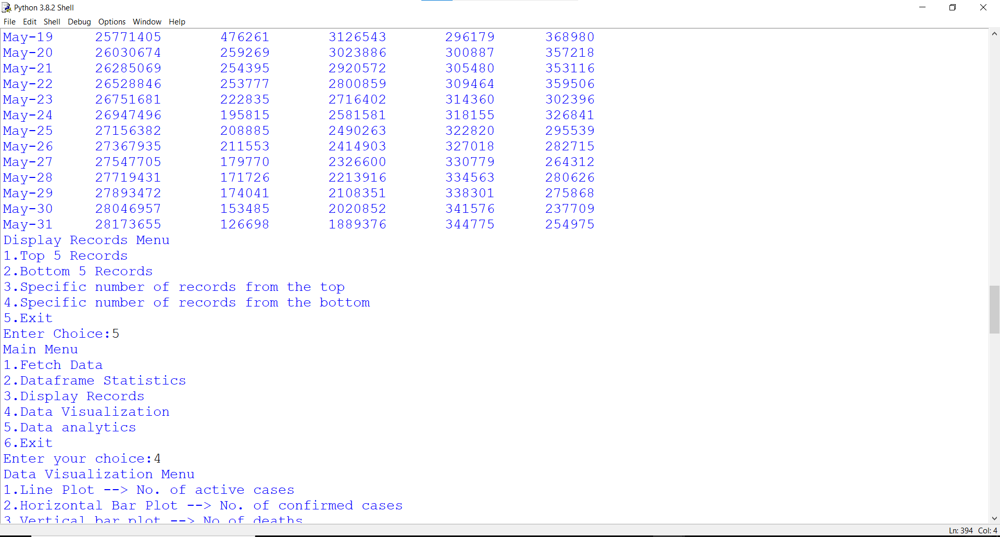 Python 3.8.2 Shell
File Edit Shell Debug Options Window Help
May-19 25771405 476261 3126543 296179 368980
May-20 26030674 259269 3023886 300887 357218
May-21 26285069 254395 2920572 305480 353116
May-22 26528846 253777 2800859 309464 359506
May-23 26751681 222835 2716402 314360 302396
May-24 26947496 195815 2581581 318155 326841
May-25 27156382 208885 2490263 322820 295539
May-26 27367935 211553 2414903 327018 282715
May-27 27547705 179770 2326600 330779 264312
May-28 27719431 171726 2213916 334563 280626
May-29 27893472 174041 2108351 338301 275868
May-30 28046957 153485 2020852 341576 237709
May-31 28173655 126698 1889376 344775 254975
Display Records Menu
1.Top 5 Records
2.Bottom 5 Records
3.Specific number of records from the top
4.Specific number of records from the bottom
5.Exit
Enter Choice:5
Main Menu
1.Fetch Data
2.Dataframe Statistics
3.Display Records
4.Data Visualization
5.Data analytics
6.Exit
Enter your choice:4
Data Visualization Menu
1.Line Plot --> No. of active cases
2.Horizontal Bar Plot --> No. of confirmed cases
3.Vertical bar plot --> No.of deaths
Ln: 394 Col: 4